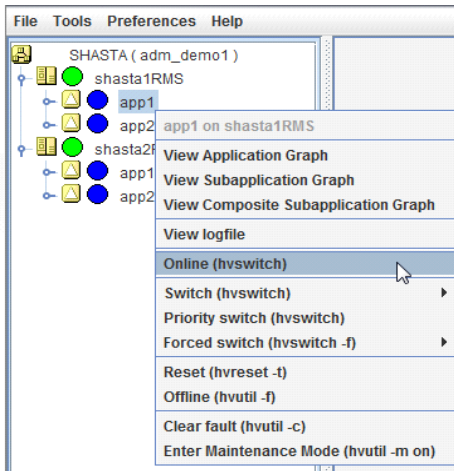 File Tools Preferences Help
SHASTA ( adm_demo1 )
shasta1RMS
app1
app2
shasta2
app1
app2
app1 on shasta1RMS
View Application Graph
View Subapplication Graph
View Composite Subapplication Graph
View logfile
Online (hvswitch)
Switch (hvswitch)
Priority switch (hvswitch)
Forced switch (hvswitch -f)
Reset (hvreset -t)
Offline (hvutil -f)
Clear fault (hvutil -c)
Enter Maintenance Mode (hvutil -m on)